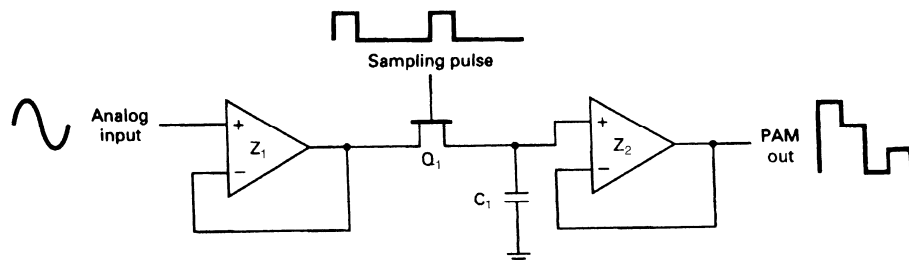 Sampling pulse
Analog
input
+
Z1
−
Q1
C1
+
Z2
−
PAM
out